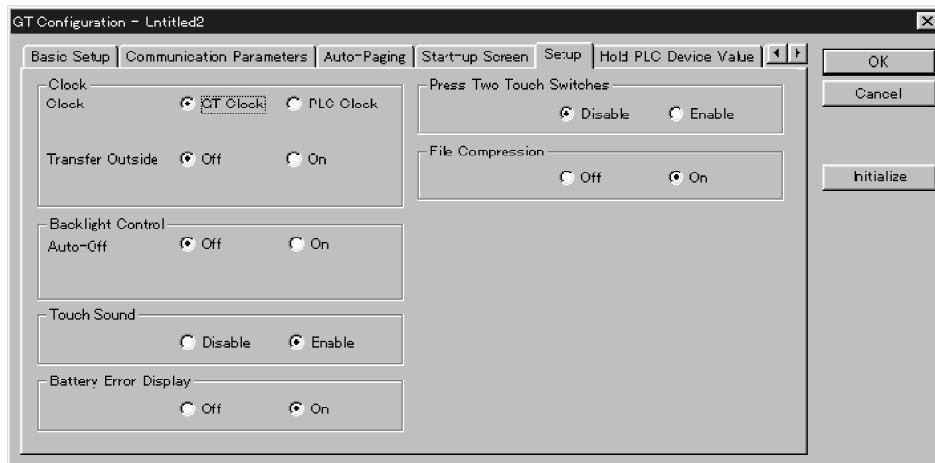 GT Configuration - Lntitled2
Basic Setup Communication Parameters Auto-Paging Start-up Screen Setup Hold PLC Device Value
OK
Cancel
Initialize
Clock
Clock GT Clock PLC Clock
Transfer Outside Off On
Backlight Control
Auto-Off Off On
Touch Sound
Disable Enable
Battery Error Display
Off On
Press Two Touch Switches
Disable Enable
File Compression
Off On